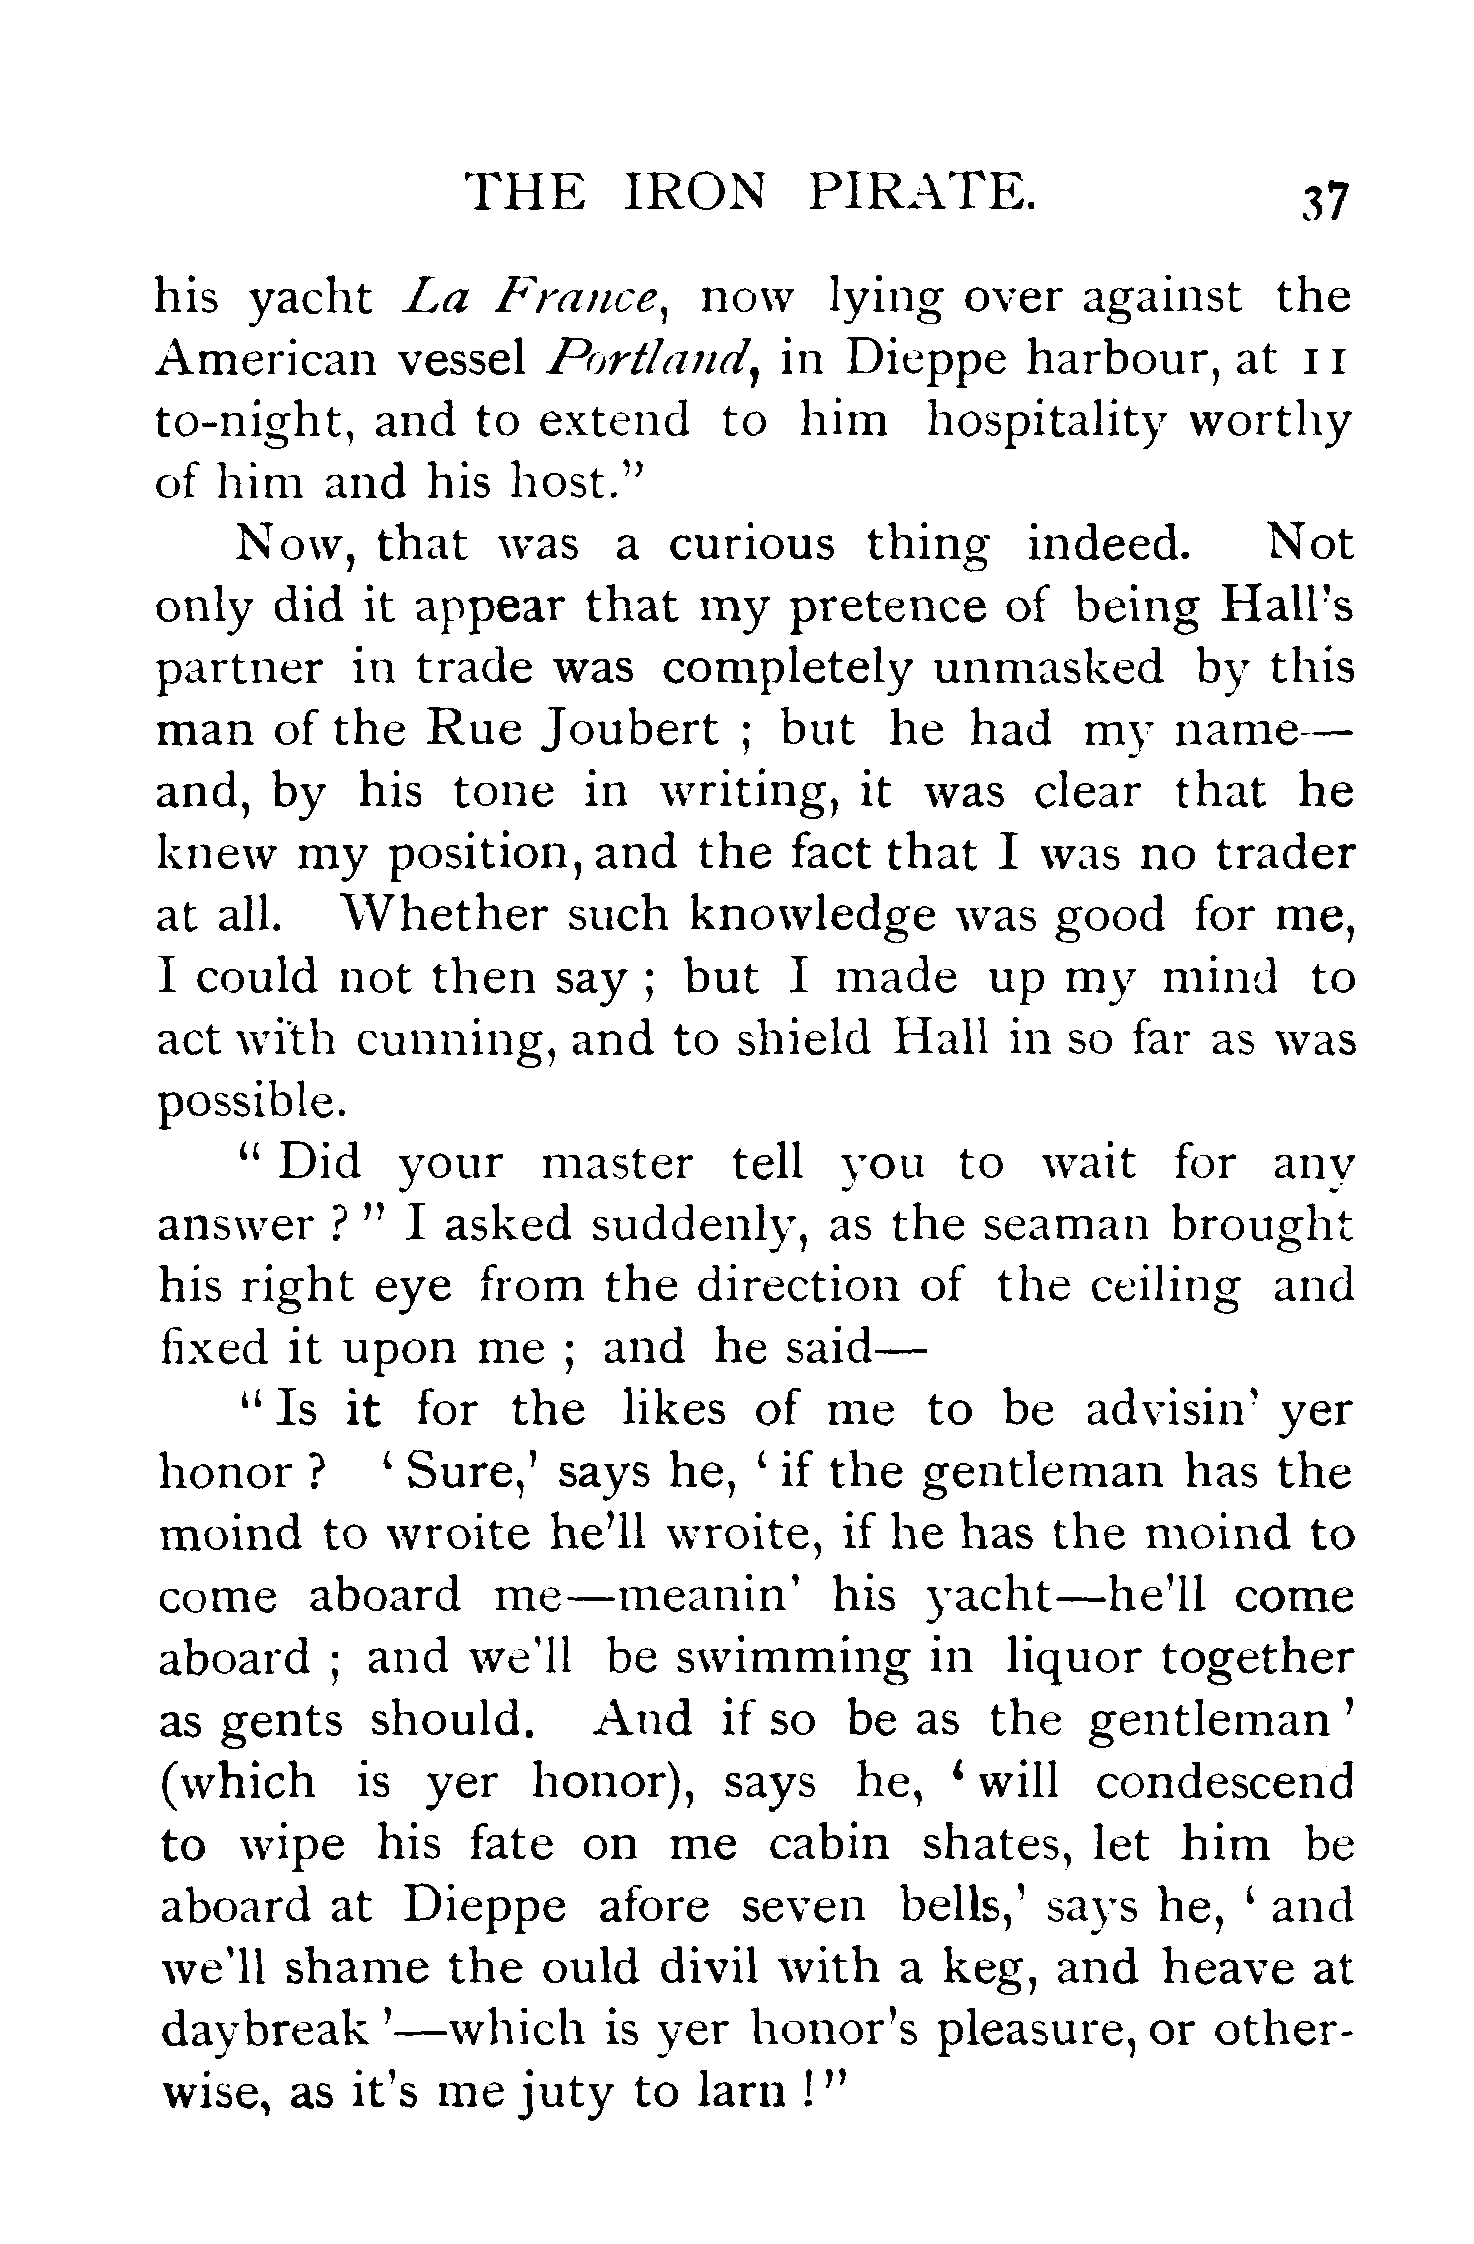 THE IRON PIRATE. 37
his yacht La France, now lying over against the
American vessel Portland, in Dieppe harbour, at 11
to-night, and to extend to him hospitality worthy
of him and his host."
Now, that was a curious thing indeed. Not
only did it appear that my pretence of being Hall's
partner in trade was completely unmasked by this
man of the Rue Joubert ; but he had my name—
and, by his tone in writing, it was clear that he
knew my position, and the fact that I was no trader
at all. Whether such knowledge was good for me,
I could not then say ; but I made up my mind to
act with cunning, and to shield Hall in so far as was
possible.
" Did your master tell you to wait for any
answer ? " I asked suddenly, as the seaman brought
his right eye from the direction of the ceiling and
fixed it upon me ; and he said—
" Is it for the likes of me to be advisin' yer
honor ? ' Sure,' says he, ' if the gentleman has the
moind to wroite he'll wroite, if he has the moind to
come aboard me—meanin' his yacht—he'll come
aboard ; and we'll be swimming in liquor together
as gents should. And if so be as the gentleman '
(which is yer honor), says he, ' will condescend
to wipe his fate on me cabin shates, let him be
aboard at Dieppe afore seven bells,' says he, ' and
we'll shame the ould divil with a keg, and heave at
daybreak '—which is yer honor's pleasure, or other-
wise, as it's me juty to larn ! "